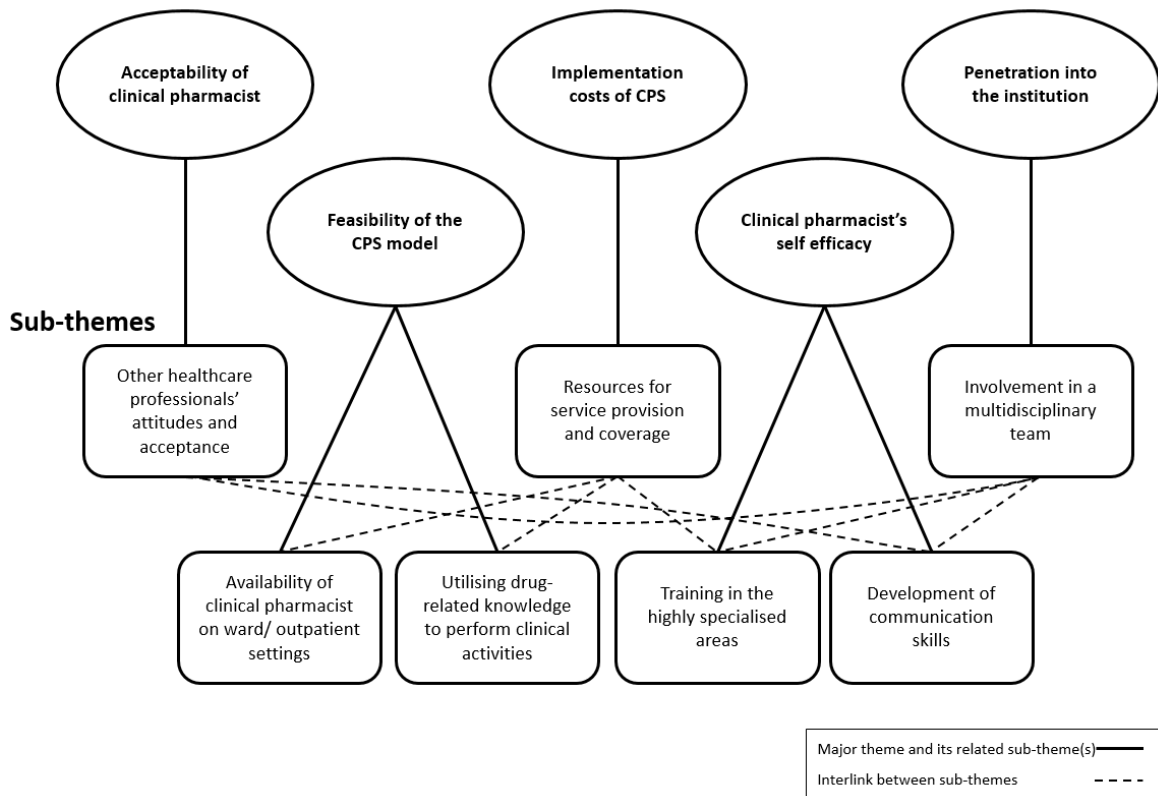 Acceptability of
clinical pharmacist
Implementation
costs of CPS
Penetration into
the institution
Feasibility of the
CPS model
Clinical pharmacist's
self efficacy
Sub-themes
Other healthcare
professionals'
attitudes and
acceptance
Resources for
service provision
and coverage
Involvement in a
multidisciplinary
team
Availability of
clinical pharmacist
on ward/ outpatient
settings
Utilising drug-
related knowledge
to perform clinical
activities
Training in the
highly specialised
areas
Development of
communication
skills
Major theme and its related sub-theme(s)
Interlink between sub-themes